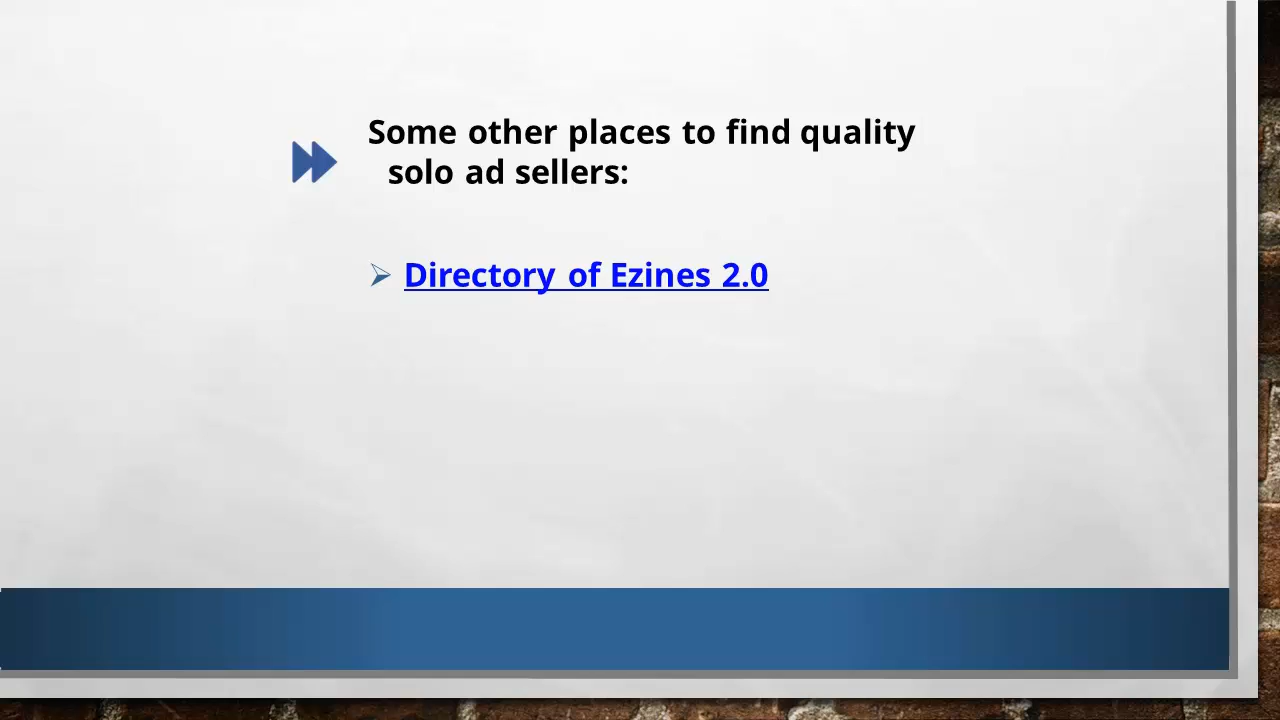 Some other places to find quality
solo ad sellers:
Directory of Ezines 2.0